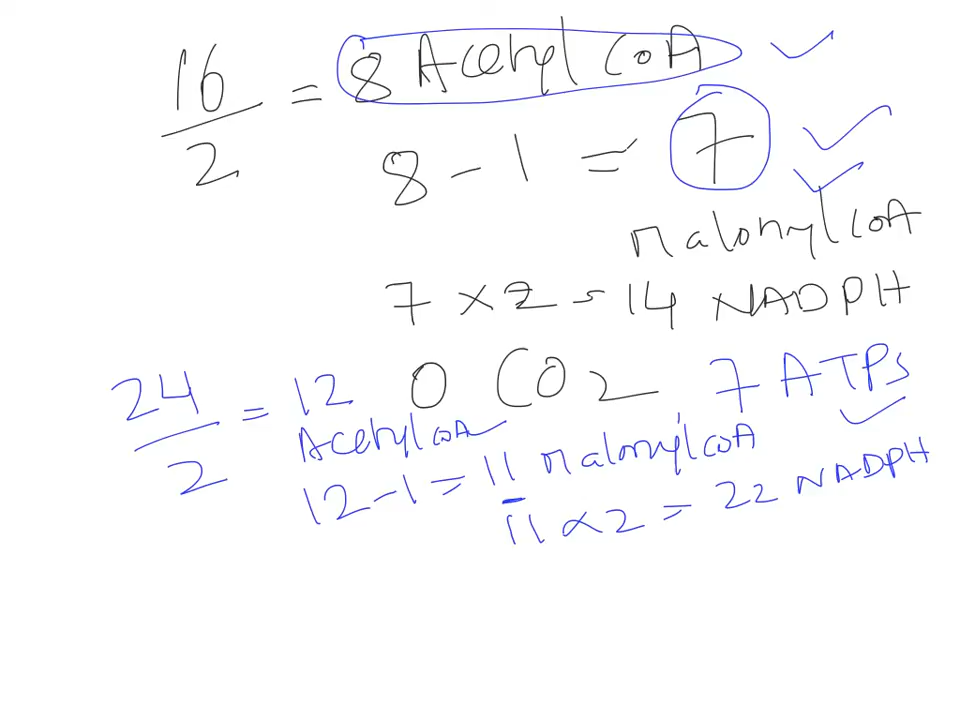 16/2 = 8 Acetyl CoA
8 - 1 = 7
malonyl CoA
7 x 2 = 14 NADPH
0 CO2 7 ATPs
24/2 = 12
Acetyl CoA
12 - 1 = 11 malonyl CoA
11 x 2 = 22 NADPH